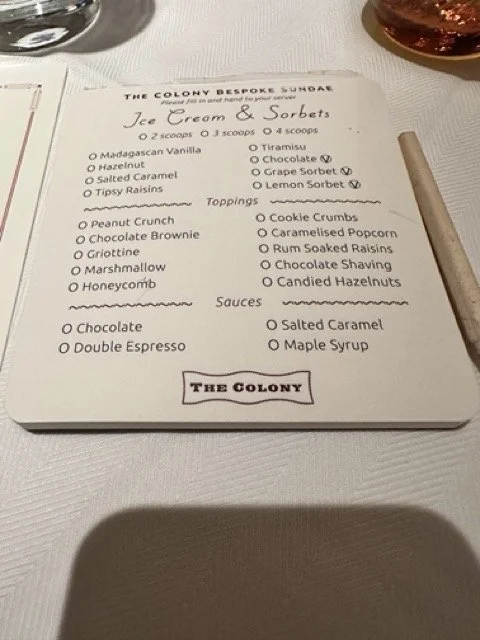 THE COLONY BESPOKE SUNDAE
Please fill in and hand to your server
Ice Cream & Sorbets
O 2 scoops O 3 scoops O 4 scoops
O Madagascan Vanilla
O Hazelnut
O Salted Caramel
O Tipsy Raisins
O Tiramisu
O Chocolate V
O Grape Sorbet V
O Lemon Sorbet V
Toppings
O Peanut Crunch
O Chocolate Brownie
O Griottine
O Marshmallow
O Honeycomb
O Cookie Crumbs
O Caramelised Popcorn
O Rum Soaked Raisins
O Chocolate Shaving
O Candied Hazelnuts
Sauces
O Chocolate
O Double Espresso
O Salted Caramel
O Maple Syrup
THE COLONY